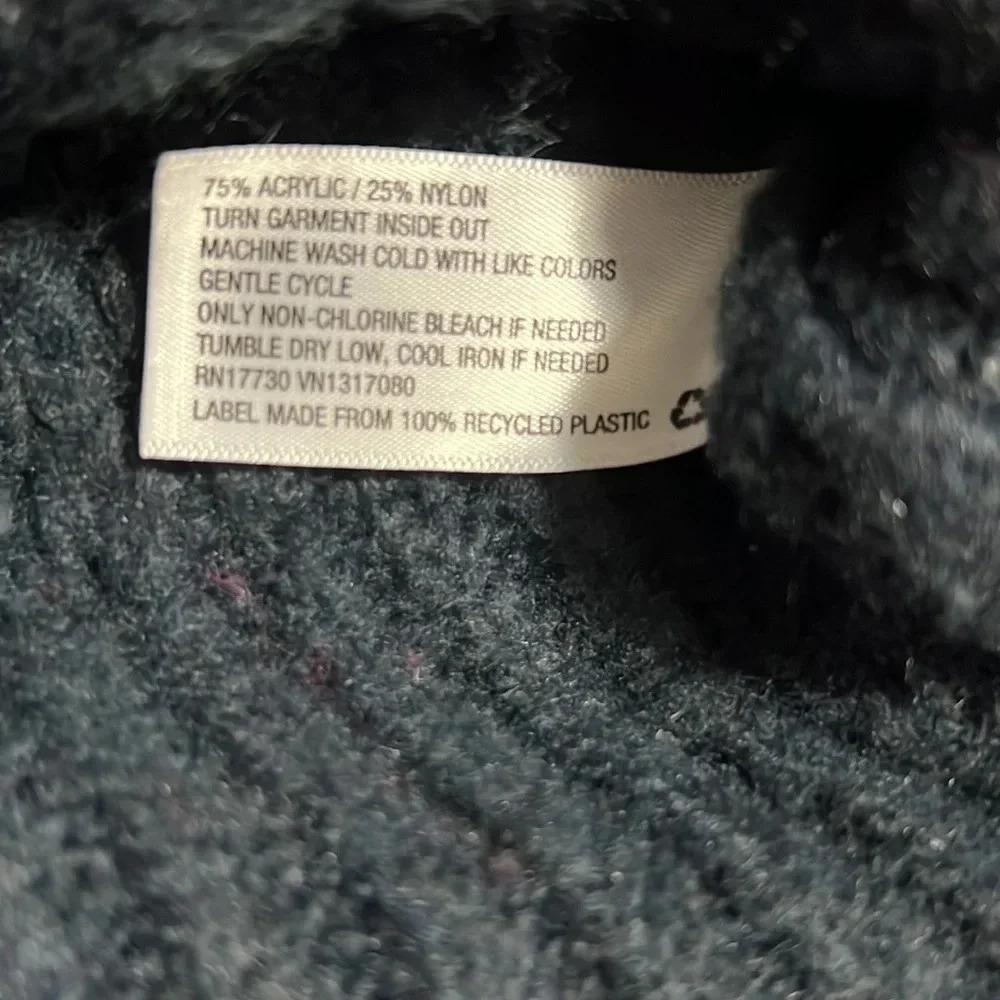 75% ACRYLIC / 25% NYLON
TURN GARMENT INSIDE OUT
MACHINE WASH COLD WITH LIKE COLORS
GENTLE CYCLE
ONLY NON-CHLORINE BLEACH IF NEEDED
TUMBLE DRY LOW, COOL IRON IF NEEDED
RN17730 VN1317080
LABEL MADE FROM 100% RECYCLED PLASTIC